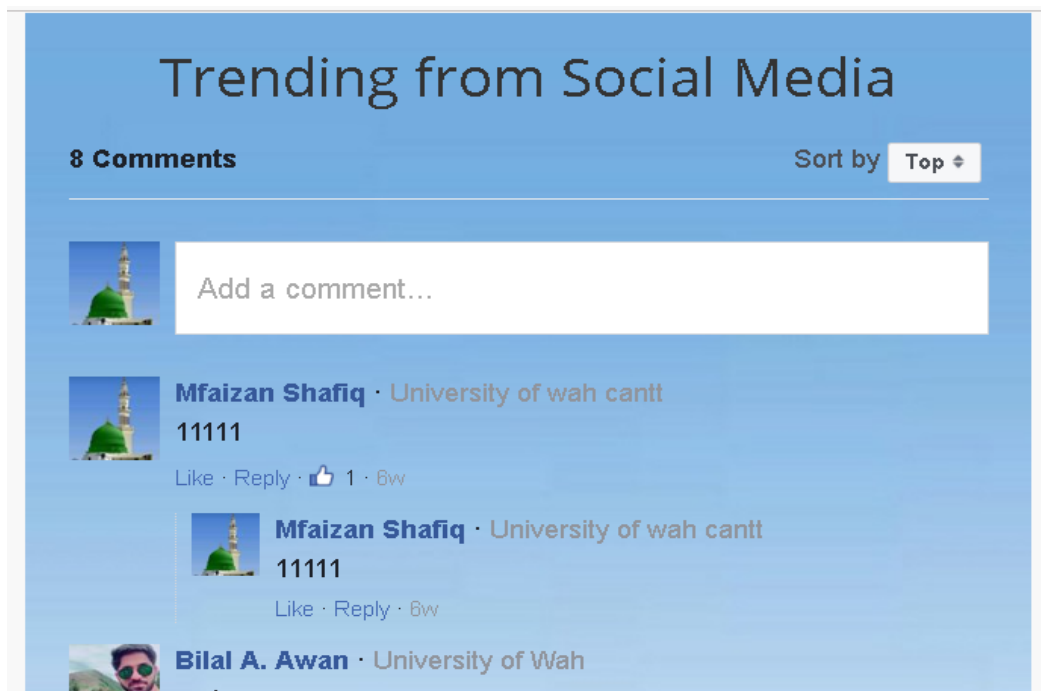 Trending from Social Media
8 Comments Sort by Top
Add a comment...
Mfaizan Shafiq · University of wah cantt
11111
Like · Reply · 1 · 6w
Mfaizan Shafiq · University of wah cantt
11111
Like · Reply · 6w
Bilal A. Awan · University of Wah